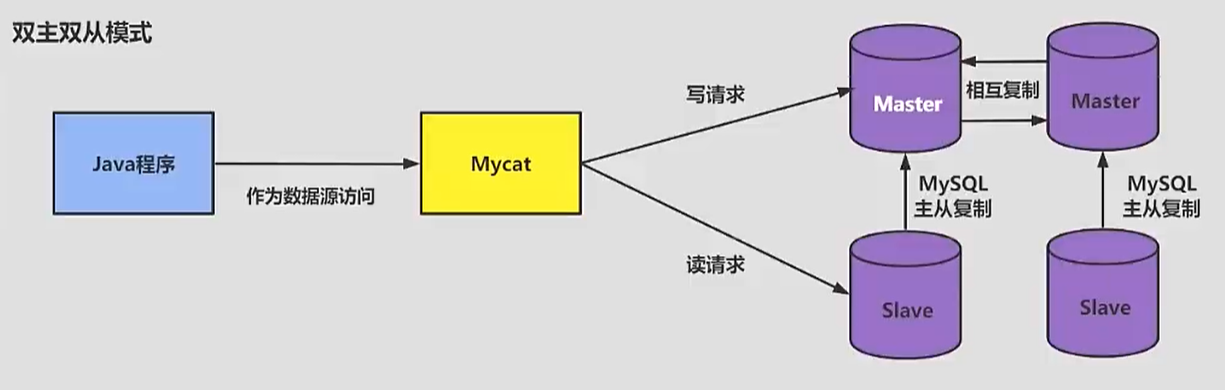 双主双从模式
Java程序
作为数据源访问
Mycat
写请求
读请求
Master
相互复制
Master
MySQL
主从复制
MySQL
主从复制
Slave
Slave